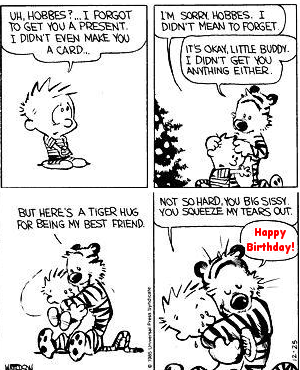 UH, HOBBES?... I FORGOT
TO GET YOU A PRESENT.
I DIDN'T EVEN MAKE YOU
A CARD...
I'M SORRY, HOBBES. I
DIDN'T MEAN TO FORGET.
IT'S OKAY, LITTLE BUDDY.
I DIDN'T GET YOU
ANYTHING EITHER.
BUT HERE'S A TIGER HUG
FOR BEING MY BEST FRIEND.
NOT SO HARD, YOU BIG SISSY.
YOU SQUEEZE MY TEARS OUT.
Happy
Birthday!
© 1985 Universal Press Syndicate
12-25